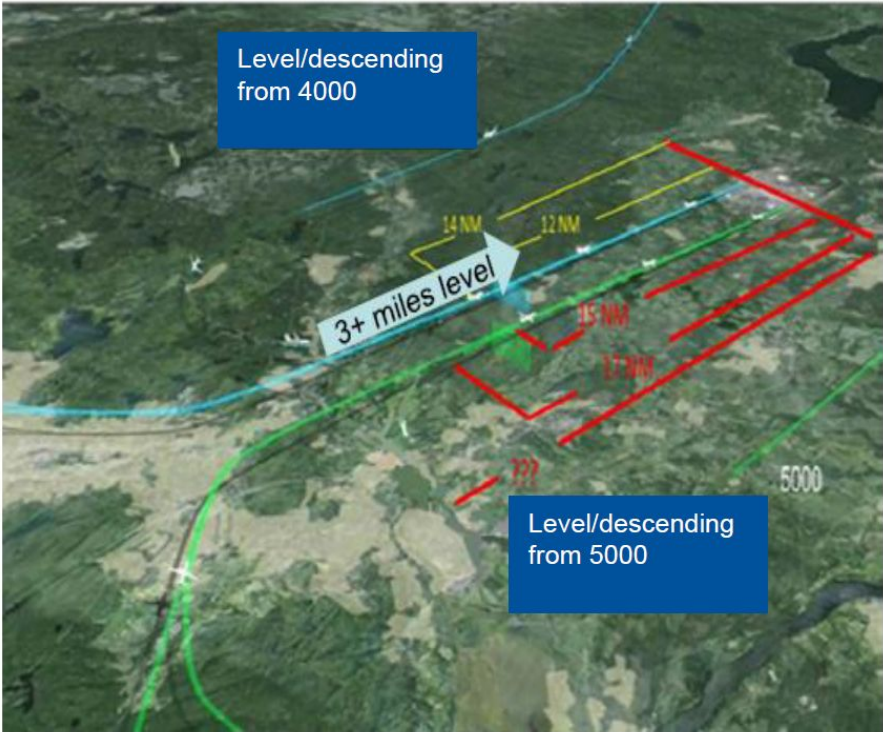 Level/descending
from 4000
14 NM
12 NM
3+ miles level
15 NM
17 NM
???
5000
Level/descending
from 5000